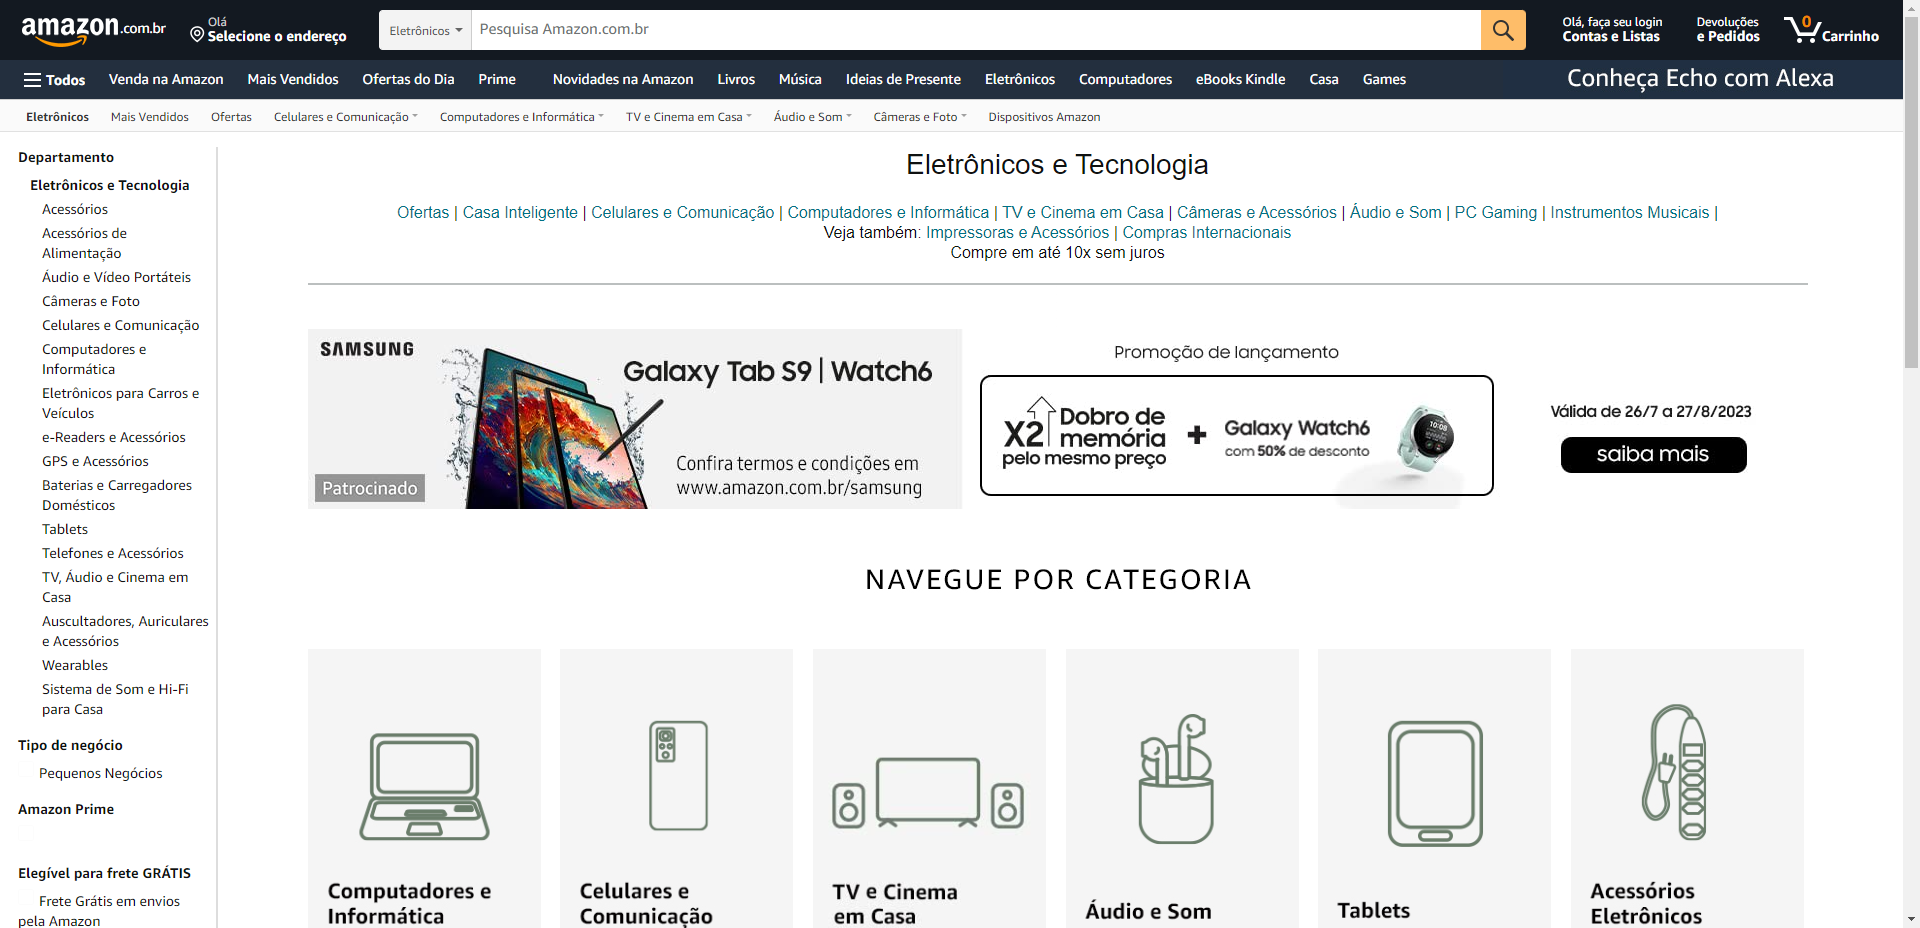 amazon.com.br
Olá
Selecione o endereço
Eletrônicos
Pesquisa Amazon.com.br
Olá, faça seu login
Contas e Listas
Devoluções
e Pedidos
0
Carrinho
Todos
Venda na Amazon
Mais Vendidos
Ofertas do Dia
Prime
Novidades na Amazon
Livros
Música
Ideias de Presente
Eletrônicos
Computadores
eBooks Kindle
Casa
Games
Conheça Echo com Alexa
Eletrônicos
Mais Vendidos
Ofertas
Celulares e Comunicação
Computadores e Informática
TV e Cinema em Casa
Áudio e Som
Câmeras e Foto
Dispositivos Amazon
Departamento
Eletrônicos e Tecnologia
Acessórios
Acessórios de
Alimentação
Áudio e Vídeo Portáteis
Câmeras e Foto
Celulares e Comunicação
Computadores e
Informática
Eletrônicos para Carros e
Veículos
e-Readers e Acessórios
GPS e Acessórios
Baterias e Carregadores
Domésticos
Tablets
Telefones e Acessórios
TV, Áudio e Cinema em
Casa
Auscultadores, Auriculares
e Acessórios
Wearables
Sistema de Som e Hi-Fi
para Casa
Tipo de negócio
Pequenos Negócios
Amazon Prime
Elegível para frete GRÁTIS
Frete Grátis em envios
pela Amazon
Eletrônicos e Tecnologia
Ofertas | Casa Inteligente | Celulares e Comunicação | Computadores e Informática | TV e Cinema em Casa | Câmeras e Acessórios | Áudio e Som | PC Gaming | Instrumentos Musicais |
Veja também: Impressoras e Acessórios | Compras Internacionais
Compre em até 10x sem juros
SAMSUNG
Galaxy Tab S9 | Watch6
Confira termos e condições em
www.amazon.com.br/samsung
Patrocinado
Promoção de lançamento
X2 Dobro de
memória
pelo mesmo preço
+
Galaxy Watch6
com 50% de desconto
10:08
Válida de 26/7 a 27/8/2023
saiba mais
NAVEGUE POR CATEGORIA
Computadores e
Informática
Celulares e
Comunicação
TV e Cinema
em Casa
Áudio e Som
Tablets
Acessórios
Eletrônicos